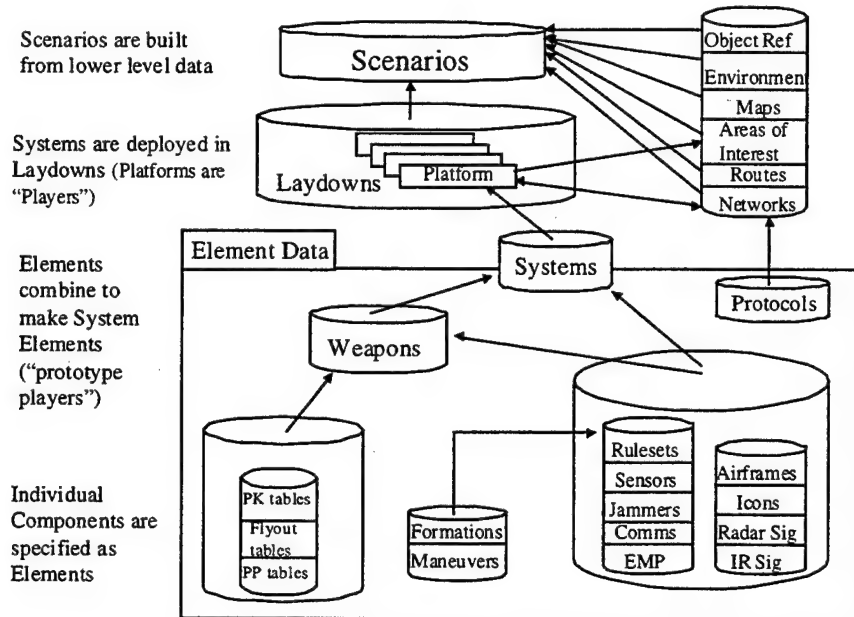 Scenarios are built
from lower level data
Scenarios
Object Ref
Environment
Maps
Areas of
Interest
Routes
Networks
Systems are deployed in
Laydowns (Platforms are
“Players”)
Laydowns
Platform
Element Data
Systems
Protocols
Elements
combine to
make System
Elements
(“prototype
players”)
Weapons
Individual
Components are
specified as
Elements
PK tables
Flyout
tables
PP tables
Formations
Maneuvers
Rulesets
Sensors
Jammers
Comms
EMP
Airframes
Icons
Radar Sig
IR Sig